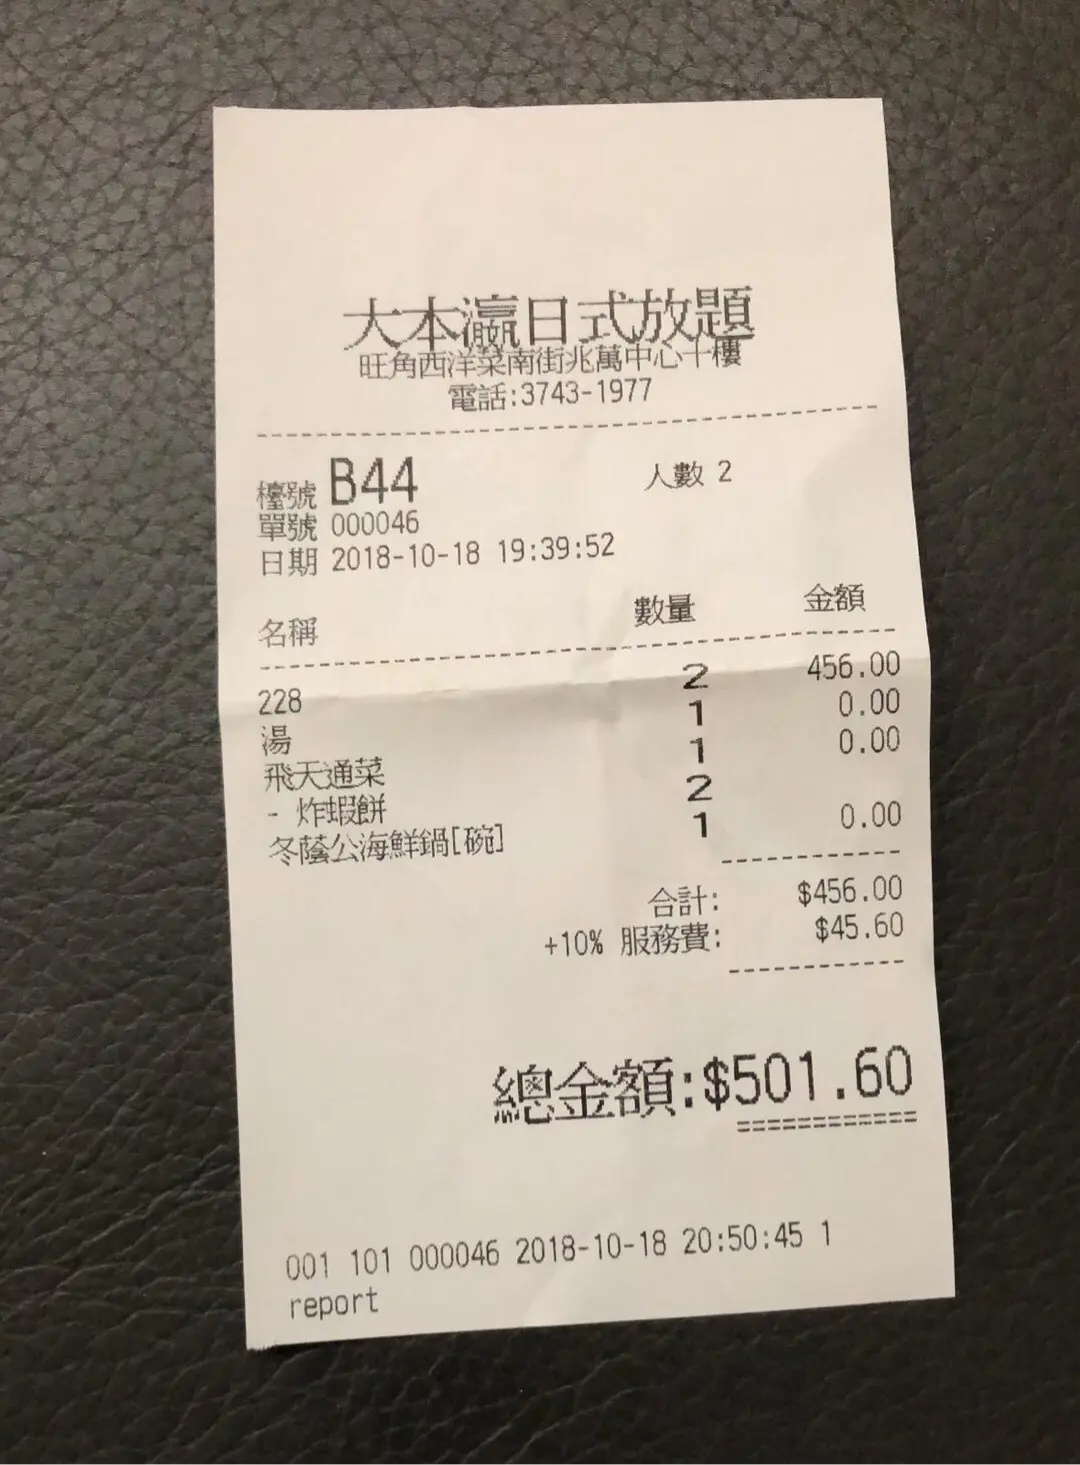 大本瀛日式放題
旺角西洋菜南街兆萬中心十樓
電話:3743-1977
檯號 B44 人數 2
單號 000046
日期 2018-10-18 19:39:52
名稱 數量 金額
228 2 456.00
湯 1 0.00
飛天通菜 1 0.00
- 炸蝦餅 2
冬蔭公海鮮鍋[碗] 1 0.00
合計: $456.00
+10% 服務費: $45.60
總金額:$501.60
001 101 000046 2018-10-18 20:50:45 1
report